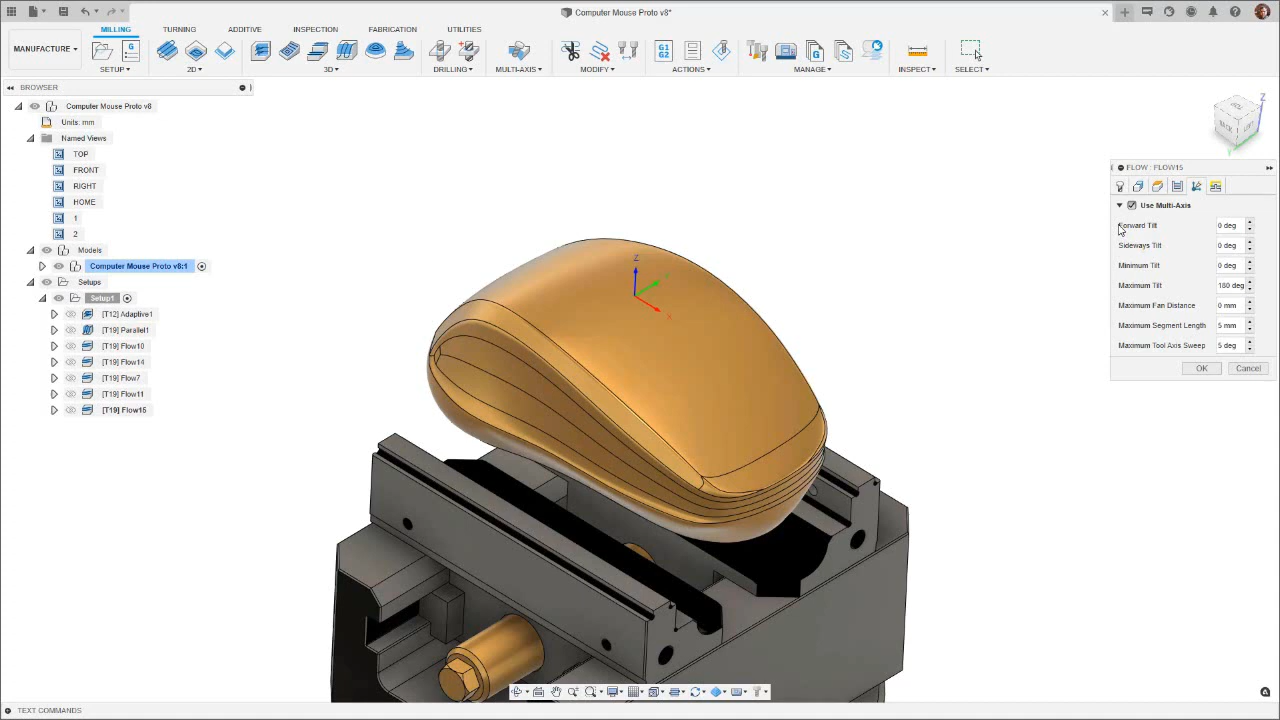 Computer Mouse Proto v8*
MANUFACTURE
MILLING
TURNING
ADDITIVE
INSPECTION
FABRICATION
UTILITIES
G1
G2
SETUP
2D
3D
DRILLING
MULTI-AXIS
MODIFY
ACTIONS
MANAGE
INSPECT
SELECT
BROWSER
Computer Mouse Proto v8
Units: mm
Named Views
TOP
FRONT
RIGHT
HOME
1
2
Models
Computer Mouse Proto v8:1
Setups
Setup1
[T12] Adaptive1
[T19] Parallel1
[T19] Flow10
[T19] Flow14
[T19] Flow7
[T19] Flow11
[T19] Flow15
Z
X
Z
BACK
LEFT
FLOW : FLOW15
Use Multi-Axis
Forward Tilt 0 deg
Sideways Tilt 0 deg
Minimum Tilt 0 deg
Maximum Tilt 180 deg
Maximum Fan Distance 0 mm
Maximum Segment Length 5 mm
Maximum Tool Axis Sweep 5 deg
OK
Cancel
TEXT COMMANDS